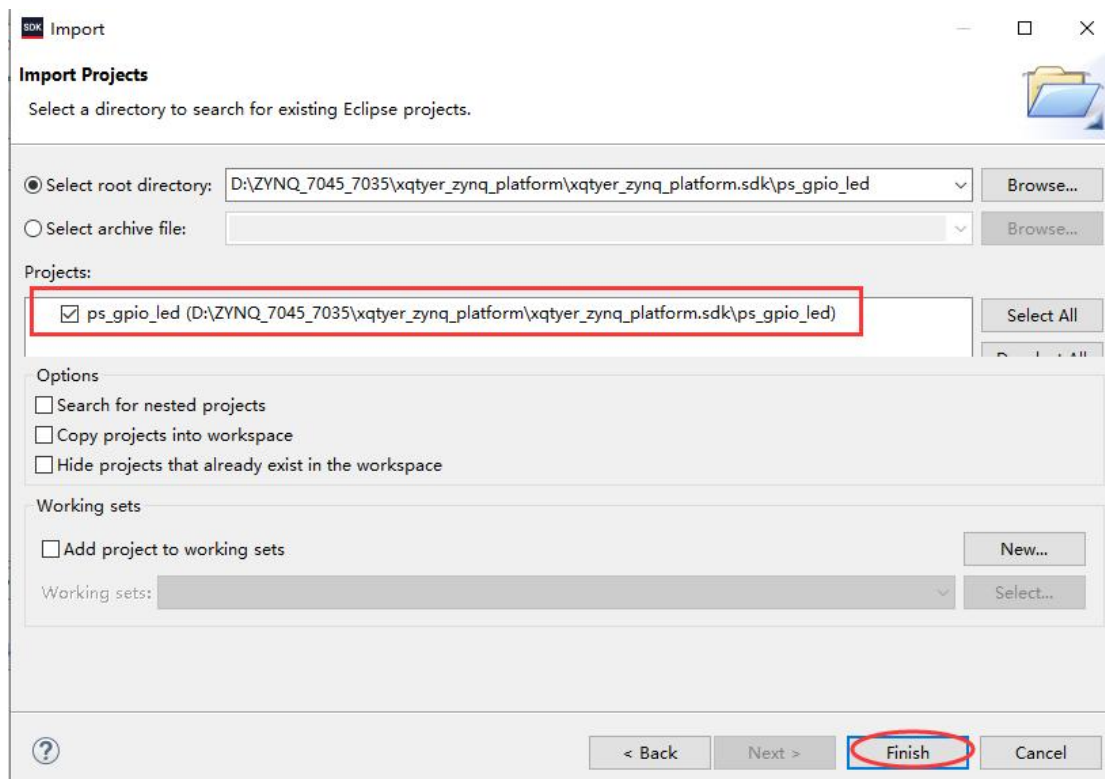 SDK Import
Import Projects
Select a directory to search for existing Eclipse projects.
Select root directory: D:\ZYNQ_7045_7035\xqtyer_zynq_platform\xqtyer_zynq_platform.sdk\ps_gpio_led Browse...
Select archive file: Browse...
Projects:
ps_gpio_led (D:\ZYNQ_7045_7035\xqtyer_zynq_platform\xqtyer_zynq_platform.sdk\ps_gpio_led) Select All
Options
Search for nested projects
Copy projects into workspace
Hide projects that already exist in the workspace
Working sets
Add project to working sets New...
Working sets: Select...
? < Back Next > Finish Cancel